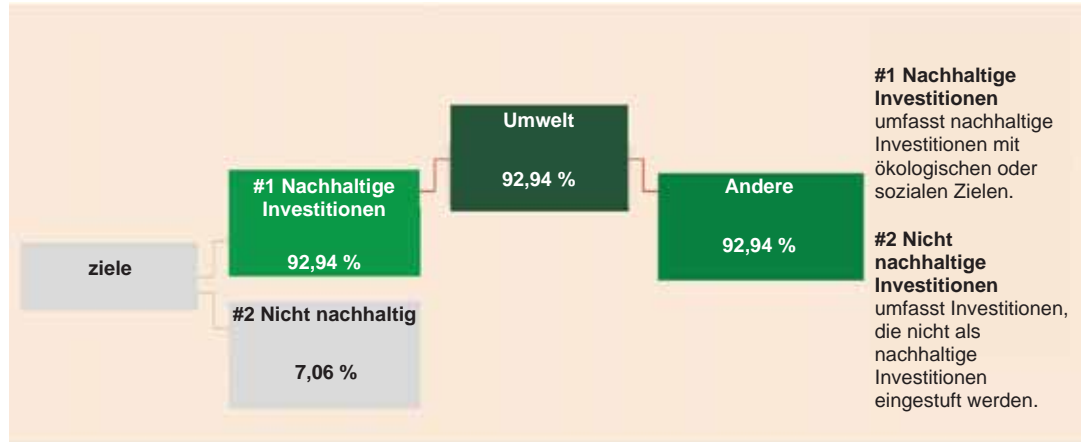 ziele
#1 Nachhaltige
Investitionen
92,94 %
#2 Nicht nachhaltig
7,06 %
Umwelt
92,94 %
Andere
92,94 %
#1 Nachhaltige
Investitionen
umfasst nachhaltige
Investitionen mit
ökologischen oder
sozialen Zielen.
#2 Nicht
nachhaltige
Investitionen
umfasst Investitionen,
die nicht als
nachhaltige
Investitionen
eingestuft werden.